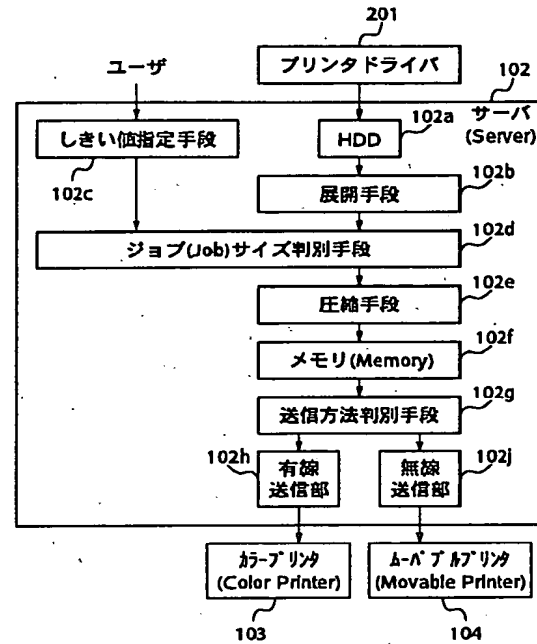 201
ユーザ
プリンタドライバ
102
サーバ
(Server)
しきい値指定手段
HDD
102a
102c
102b
展開手段
102d
ジョブ(Job)サイズ判別手段
102e
圧縮手段
102f
メモリ(Memory)
102g
送信方法判別手段
102h
有線
送信部
無線
送信部
102j
カラープリンタ
(Color Printer)
ムーバブルプリンタ
(Movable Printer)
103
104